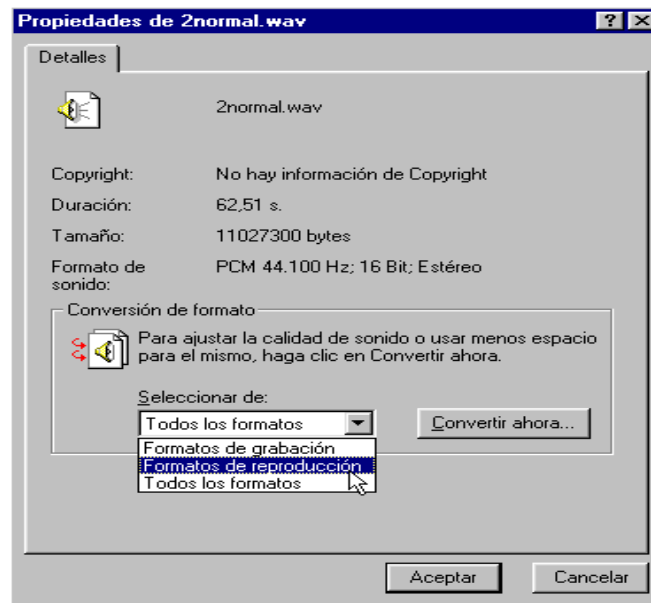 Propiedades de 2normal.wav
Detalles
2normal.wav
Copyright: No hay información de Copyright
Duración: 62,51 s.
Tamaño: 11027300 bytes
Formato de sonido: PCM 44.100 Hz; 16 Bit; Estéreo
Conversión de formato
Para ajustar la calidad de sonido o usar menos espacio
para el mismo, haga clic en Convertir ahora.
Seleccionar de:
Todos los formatos Convertir ahora...
Formatos de grabación
Formatos de reproducción
Todos los formatos
Aceptar Cancelar